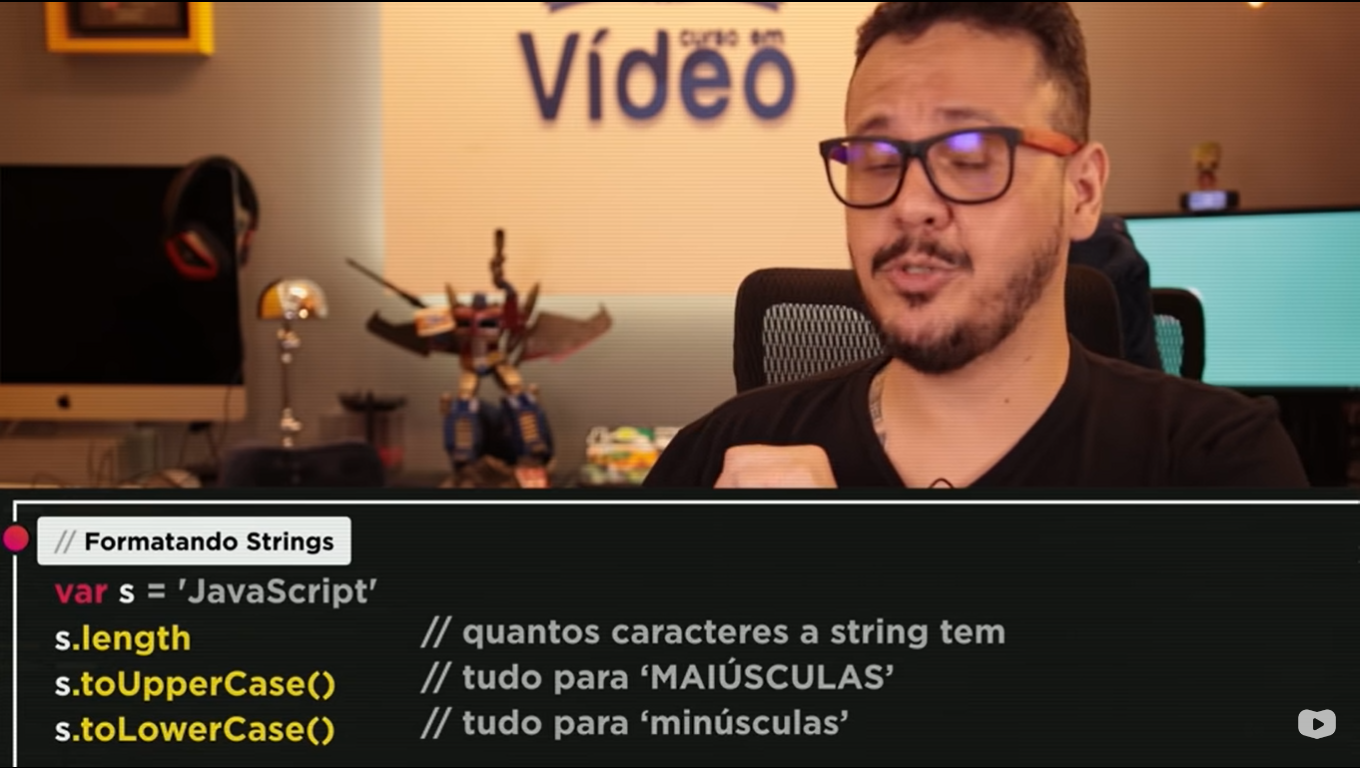 curso em
Vídeo
// Formatando Strings
var s = 'JavaScript'
s.length // quantos caracteres a string tem
s.toUpperCase() // tudo para ‘MAIÚSCULAS’
s.toLowerCase() // tudo para ‘minúsculas’